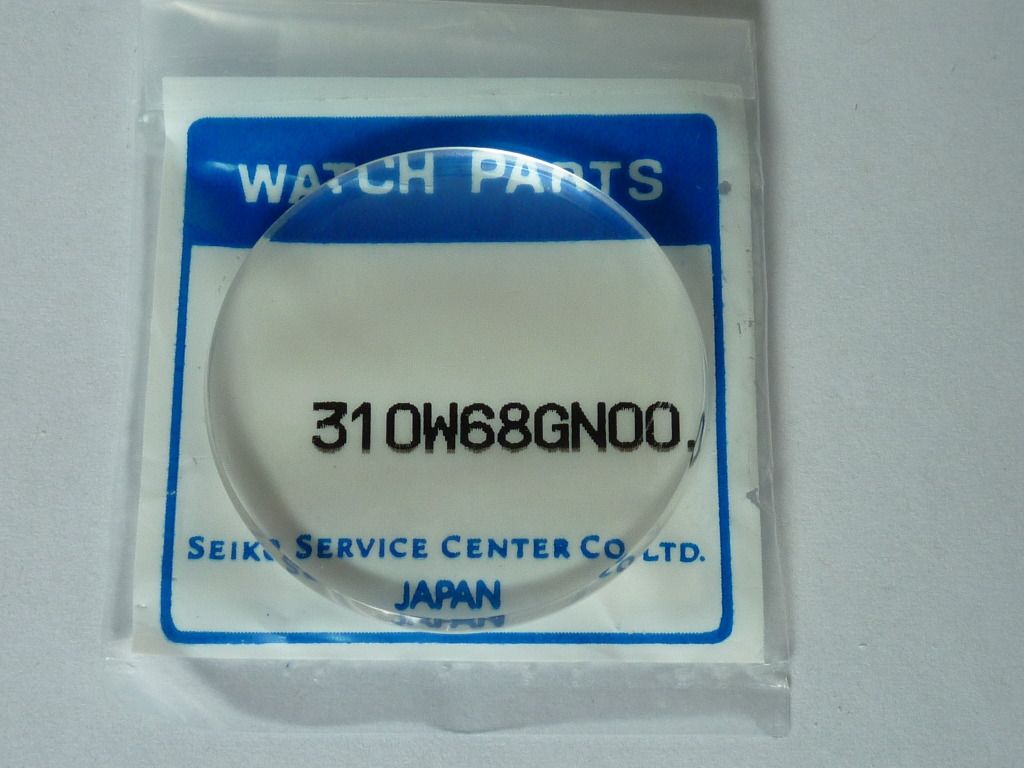 WATCH PARTS
310W68GN00.
SEIKO SERVICE CENTER CO. LTD.
JAPAN